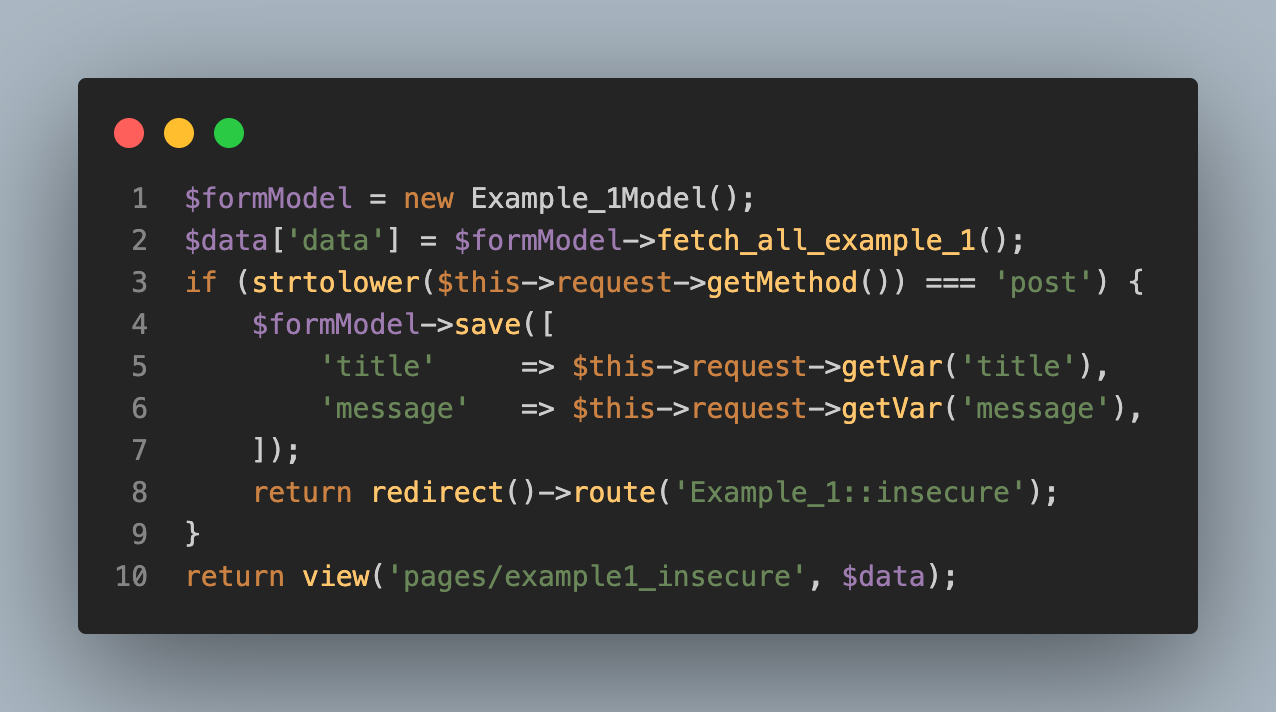 1 $formModel = new Example_1Model();
2 $data['data'] = $formModel->fetch_all_example_1();
3 if (strtolower($this->request->getMethod()) === 'post') {
4     $formModel->save([
5         'title'     => $this->request->getVar('title'),
6         'message'   => $this->request->getVar('message'),
7     ]);
8     return redirect()->route('Example_1::insecure');
9 }
10 return view('pages/example1_insecure', $data);